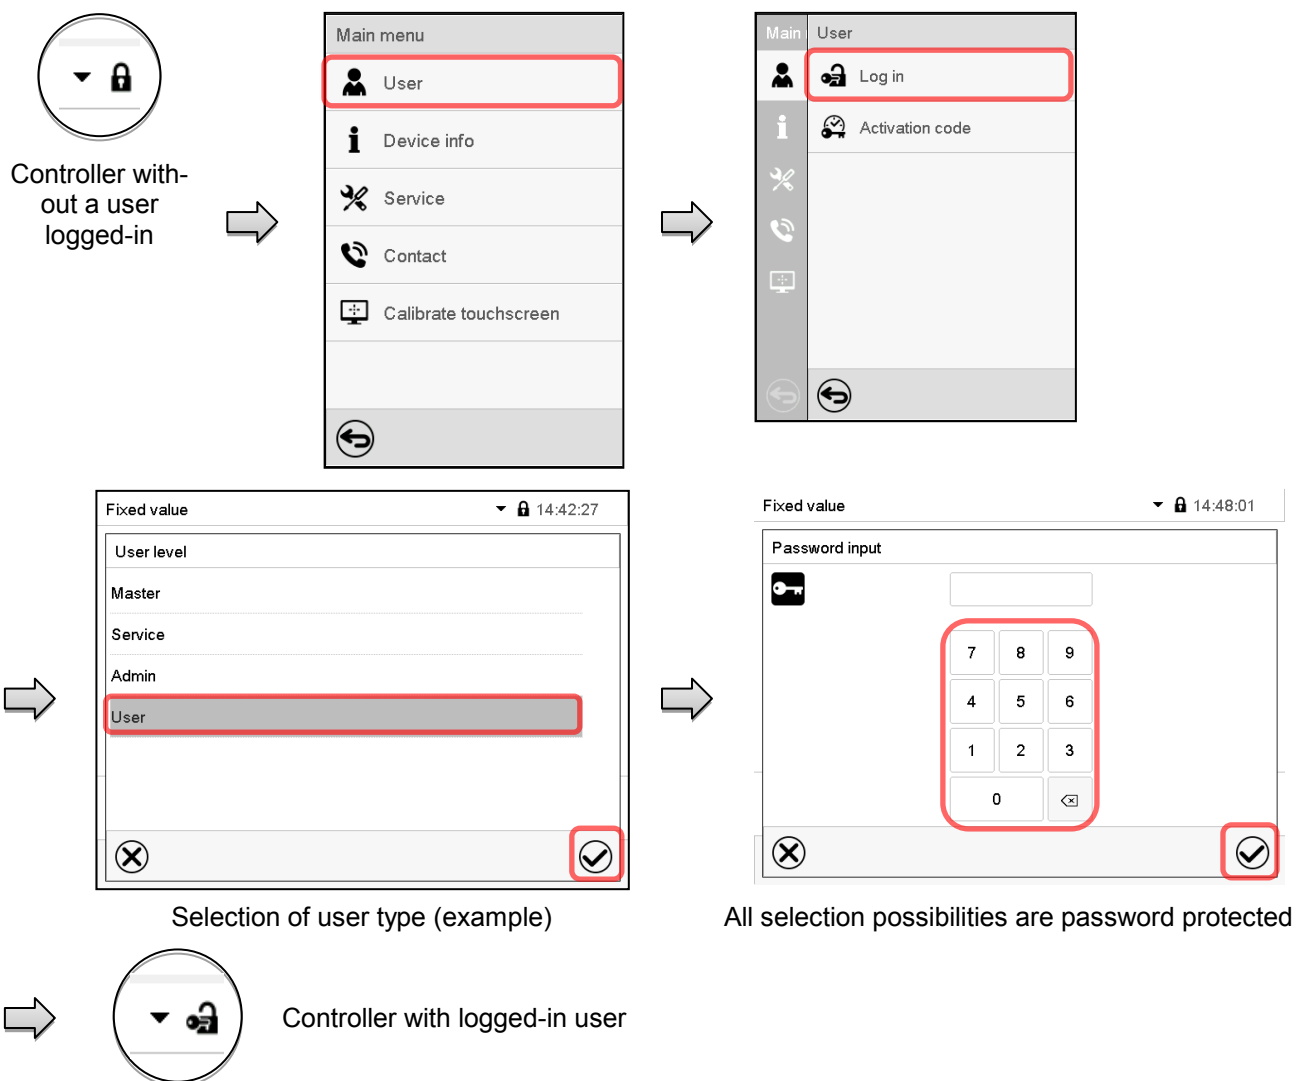 Controller with-
out a user
logged-in
Main menu
User
Device info
Service
Contact
Calibrate touchscreen
Main
User
Log in
Activation code
Fixed value
14:42:27
User level
Master
Service
Admin
User
Selection of user type (example)
Fixed value
14:48:01
Password input
7 8 9
4 5 6
1 2 3
0
All selection possibilities are password protected
Controller with logged-in user